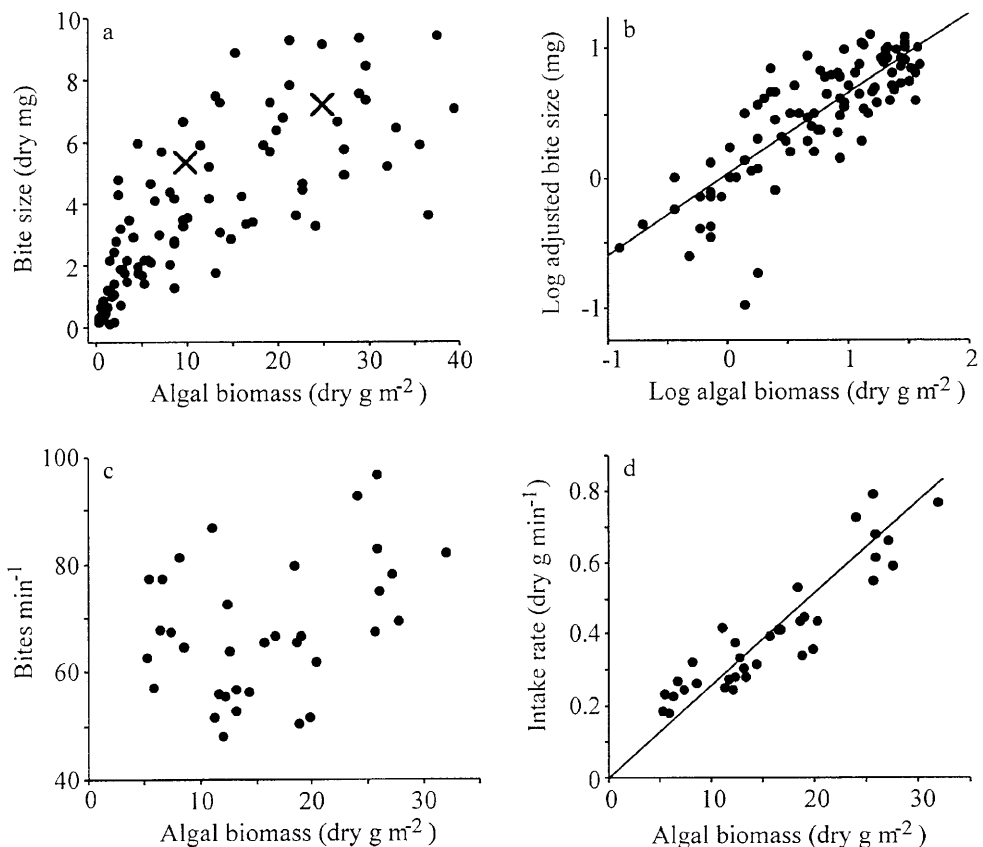 a
10
8
6
4
2
0
Bite size (dry mg)
0 10 20 30 40
Algal biomass (dry g m⁻² )
b
1
0
-1
Log adjusted bite size (mg)
-1 0 1 2
Log algal biomass (dry g m⁻² )
c
100
80
60
40
Bites min⁻¹
0 10 20 30
Algal biomass (dry g m⁻² )
d
0.8
0.6
0.4
0.2
0
Intake rate (dry g min⁻¹)
0 10 20 30
Algal biomass (dry g m⁻² )